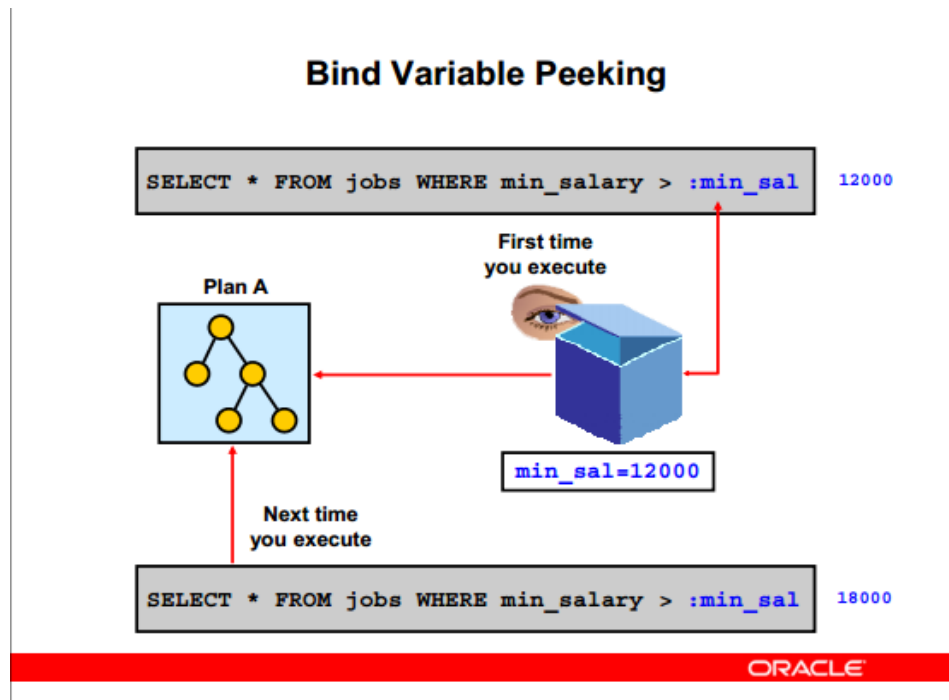 Bind Variable Peeking
SELECT * FROM jobs WHERE min_salary > :min_sal 12000
First time
you execute
Plan A
min_sal=12000
Next time
you execute
SELECT * FROM jobs WHERE min_salary > :min_sal 18000
ORACLE